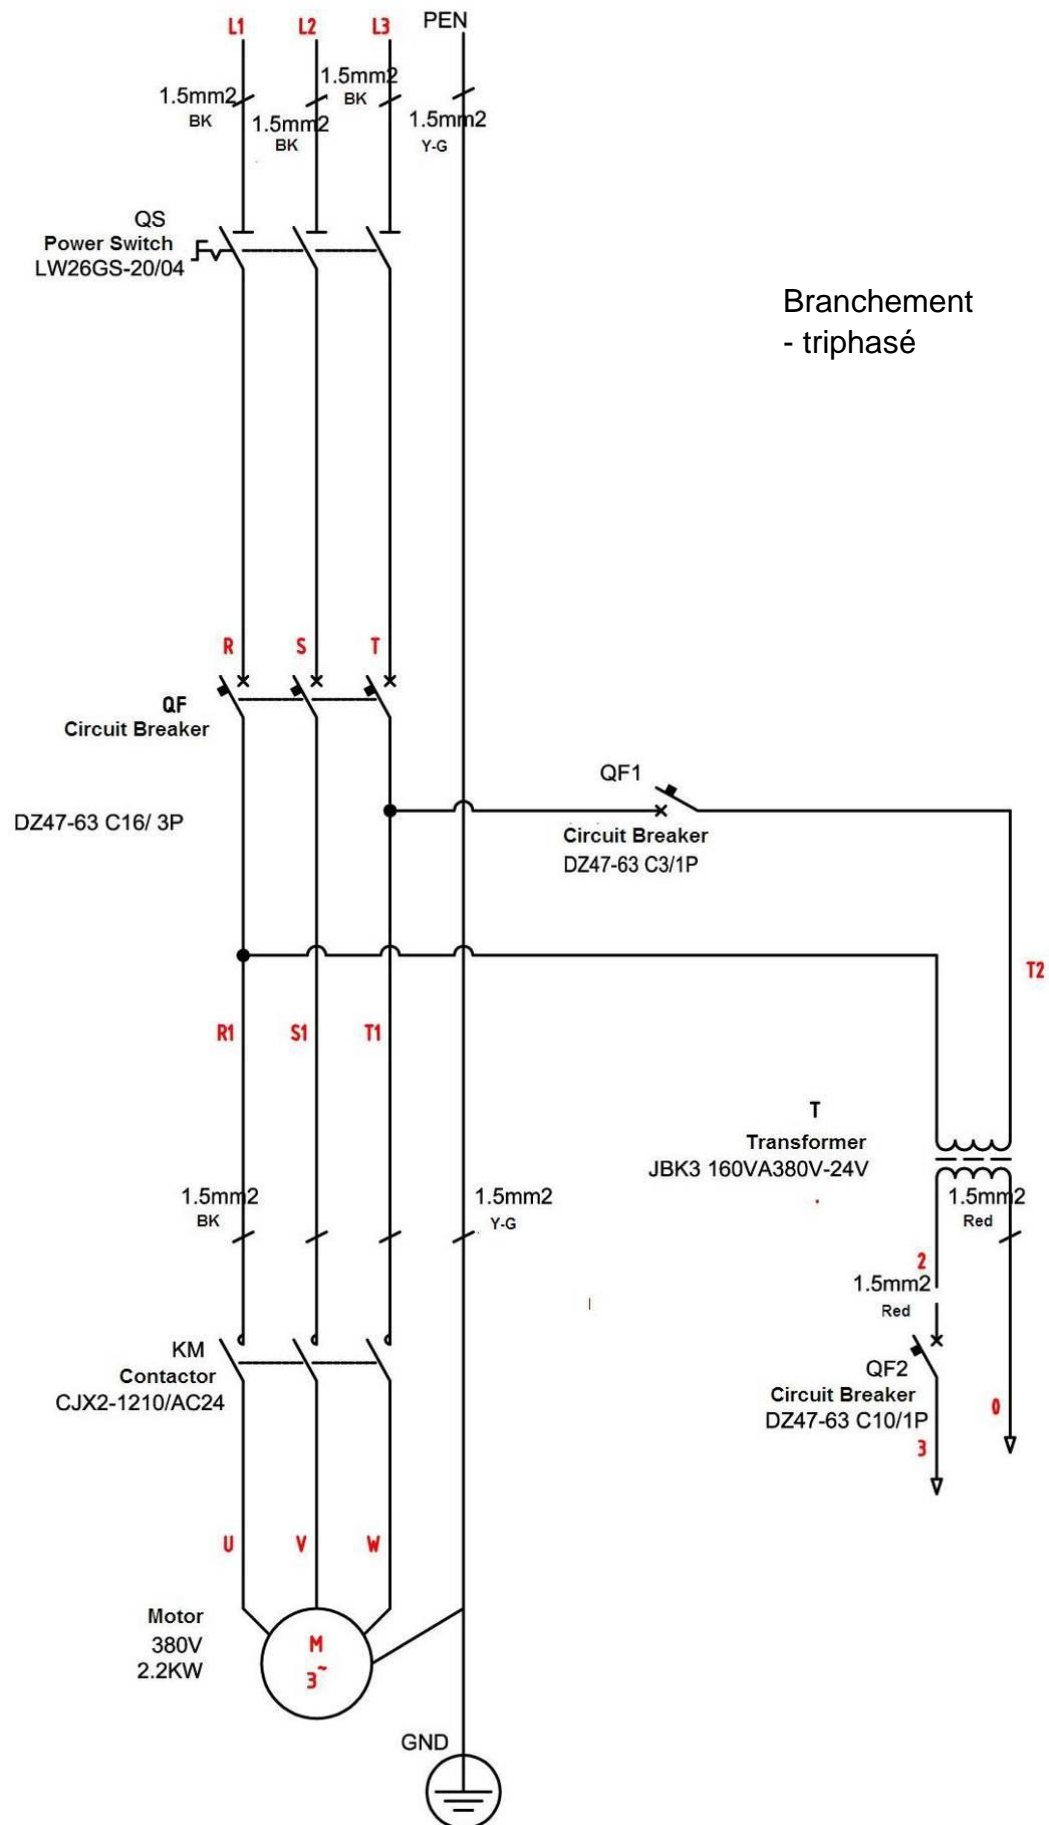 L1
L2
L3
PEN
1.5mm2
BK
1.5mm2
BK
1.5mm2
BK
1.5mm2
Y-G
QS
Power Switch
LW26GS-20/04
Branchement
- triphasé
R
S
T
QF
Circuit Breaker
DZ47-63 C16/ 3P
QF1
Circuit Breaker
DZ47-63 C3/1P
T2
R1
S1
T1
T
Transformer
JBK3 160VA380V-24V
1.5mm2
BK
1.5mm2
Y-G
1.5mm2
Red
2
1.5mm2
Red
KM
Contactor
CJX2-1210/AC24
QF2
Circuit Breaker
DZ47-63 C10/1P
0
3
U
V
W
Motor
380V
2.2KW
M
3~
GND